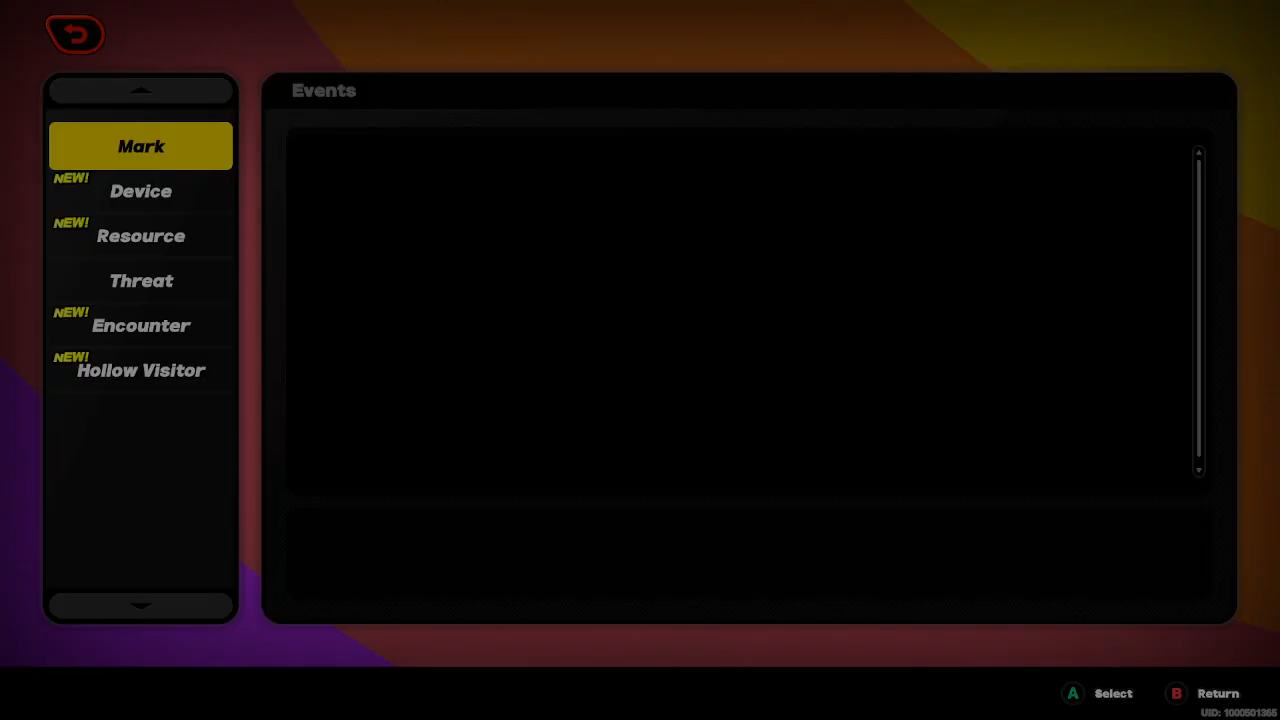 Events
Mark
NEW!
Device
NEW!
Resource
Threat
NEW!
Encounter
NEW!
Hollow Visitor
A Select
B Return
UID: 1000501365